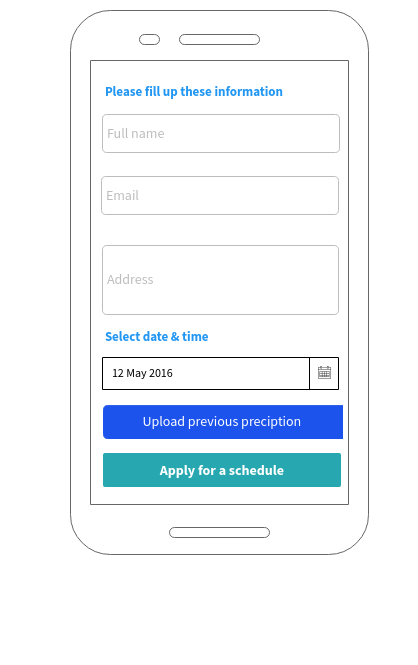 Please fill up these information
Full name
Email
Address
Select date & time
12 May 2016
Upload previous preciption
Apply for a schedule